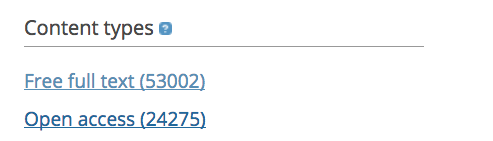 Content types ?
Free full text (53002)
Open access (24275)